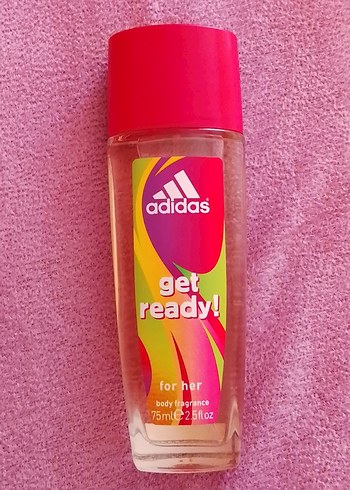 adidas
get
ready!
for her
body fragrance
75ml℮2.5fl.oz